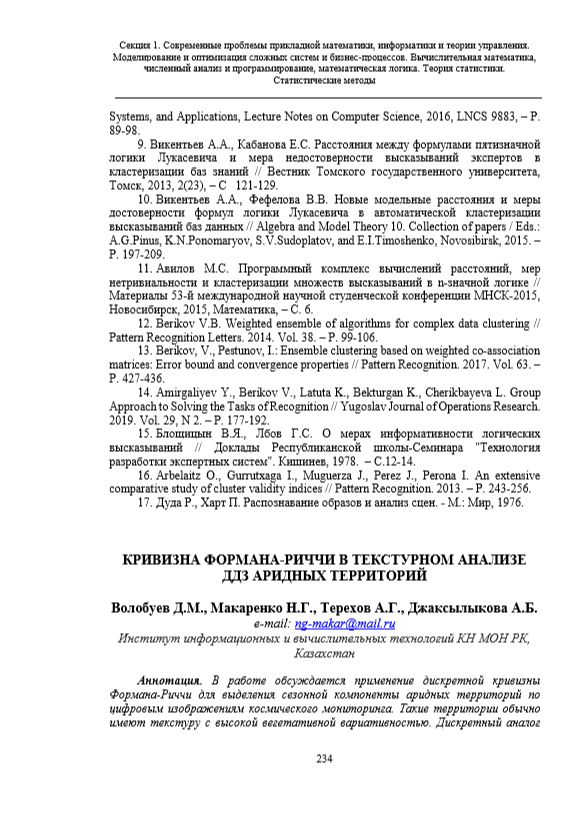 Секция 1. Современные проблемы прикладной математики, информатики и теории управления.
Моделирование и оптимизация сложных систем и бизнес-процессов. Вычислительная математика,
численный анализ и программирование, математическая логика. Теория статистики.
Статистические методы
Systems, and Applications, Lecture Notes on Computer Science, 2016, LNCS 9883, – P.
89-98.
9. Викентьев А.А., Кабанова Е.С. Расстояния между формулами пятизначной
логики Лукасевича и мера недостоверности высказываний экспертов в
кластеризации баз знаний // Вестник Томского государственного университета,
Томск, 2013, 2(23), – С 121-129.
10. Викентьев А.А., Фефелова В.В. Новые модельные расстояния и меры
достоверности формул логики Лукасевича в автоматической кластеризации
высказываний баз данных // Algebra and Model Theory 10. Collection of papers / Eds.:
A.G.Pinus, K.N.Ponomaryov, S.V.Sudoplatov, and E.I.Timoshenko, Novosibirsk, 2015. –
P. 197-209.
11. Авилов М.С. Программный комплекс вычислений расстояний, мер
нетривиальности и кластеризации множеств высказываний в n-значной логике //
Материалы 53-й международной научной студенческой конференции МНСК-2015,
Новосибирск, 2015, Математика, – С. 6.
12. Berikov V.B. Weighted ensemble of algorithms for complex data clustering //
Pattern Recognition Letters. 2014. Vol. 38. – P. 99-106.
13. Berikov, V., Pestunov, I.: Ensemble clustering based on weighted co-association
matrices: Error bound and convergence properties // Pattern Recognition. 2017. Vol. 63. –
P. 427-436.
14. Amirgaliyev Y., Berikov V., Latuta K., Bekturgan K., Cherikbayeva L. Group
Approach to Solving the Tasks of Recognition // Yugoslav Journal of Operations Research.
2019. Vol. 29, N 2. – P. 177-192.
15. Блощицын В.Я., Лбов Г.С. О мерах информативности логических
высказываний // Доклады Республиканской школы-Семинара "Технология
разработки экспертных систем". Кишинев, 1978. – С.12-14.
16. Arbelaitz O., Gurrutxaga I., Muguerza J., Perez J., Perona I. An extensive
comparative study of cluster validity indices // Pattern Recognition. 2013. – P. 243-256.
17. Дуда Р., Харт П. Распознавание образов и анализ сцен. - М.: Мир, 1976.
КРИВИЗНА ФОРМАНА-РИЧЧИ В ТЕКСТУРНОМ АНАЛИЗЕ
ДДЗ АРИДНЫХ ТЕРРИТОРИЙ
Волобуев Д.М., Макаренко Н.Г., Терехов А.Г., Джаксылыкова А.Б.
e-mail: ng-makar@mail.ru
Институт информационных и вычислительных технологий КН МОН РК,
Казахстан
Аннотация. В работе обсуждается применение дискретной кривизны
Формана-Риччи для выделения сезонной компоненты аридных территорий по
цифровым изображениям космического мониторинга. Такие территории обычно
имеют текстуру с высокой вегетативной вариативностью. Дискретный аналог
234